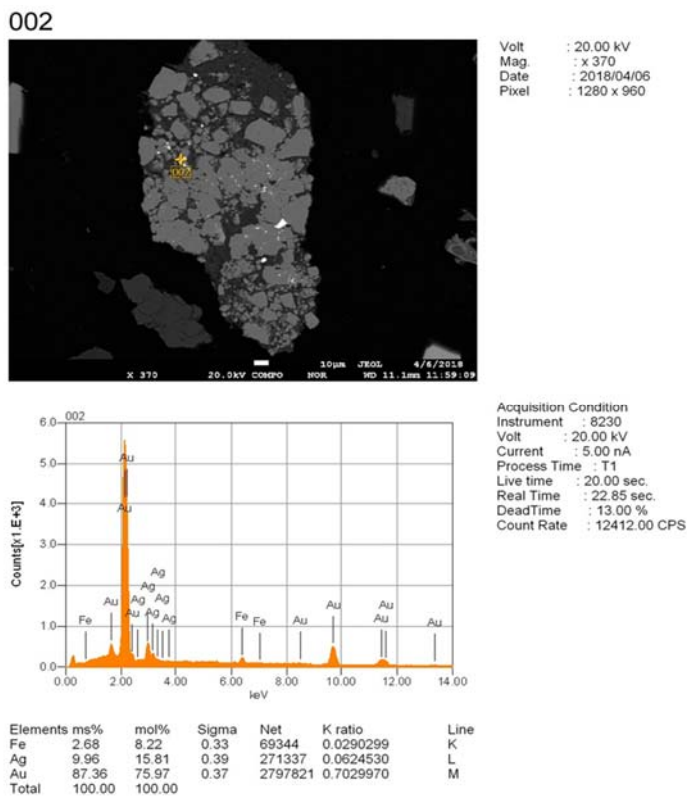 002
Volt : 20.00 kV
Mag. : x 370
Date : 2018/04/06
Pixel : 1280 x 960
002
10µm JEOL 4/6/2018
X 370 20.0kV COMPO NOR WD 11.1mm 11:59:09
Acquisition Condition
Instrument : 8230
Volt : 20.00 kV
Current : 5.00 nA
Process Time : T1
Live time : 20.00 sec.
Real Time : 22.85 sec.
DeadTime : 13.00 %
Count Rate : 12412.00 CPS
002
Counts[x1.E+3]
6.0
5.0
4.0
3.0
2.0
1.0
0.0
Au
Au
Ag
Ag Ag
Fe Au Au Ag Ag Ag Fe Fe Au Au Au Au Au
0.00 2.00 4.00 6.00 8.00 10.00 12.00 14.00
keV
Elements ms% mol% Sigma Net K ratio Line
Fe 2.68 8.22 0.33 69344 0.0290299 K
Ag 9.96 15.81 0.39 271337 0.0624530 L
Au 87.36 75.97 0.37 2797821 0.7029970 M
Total 100.00 100.00